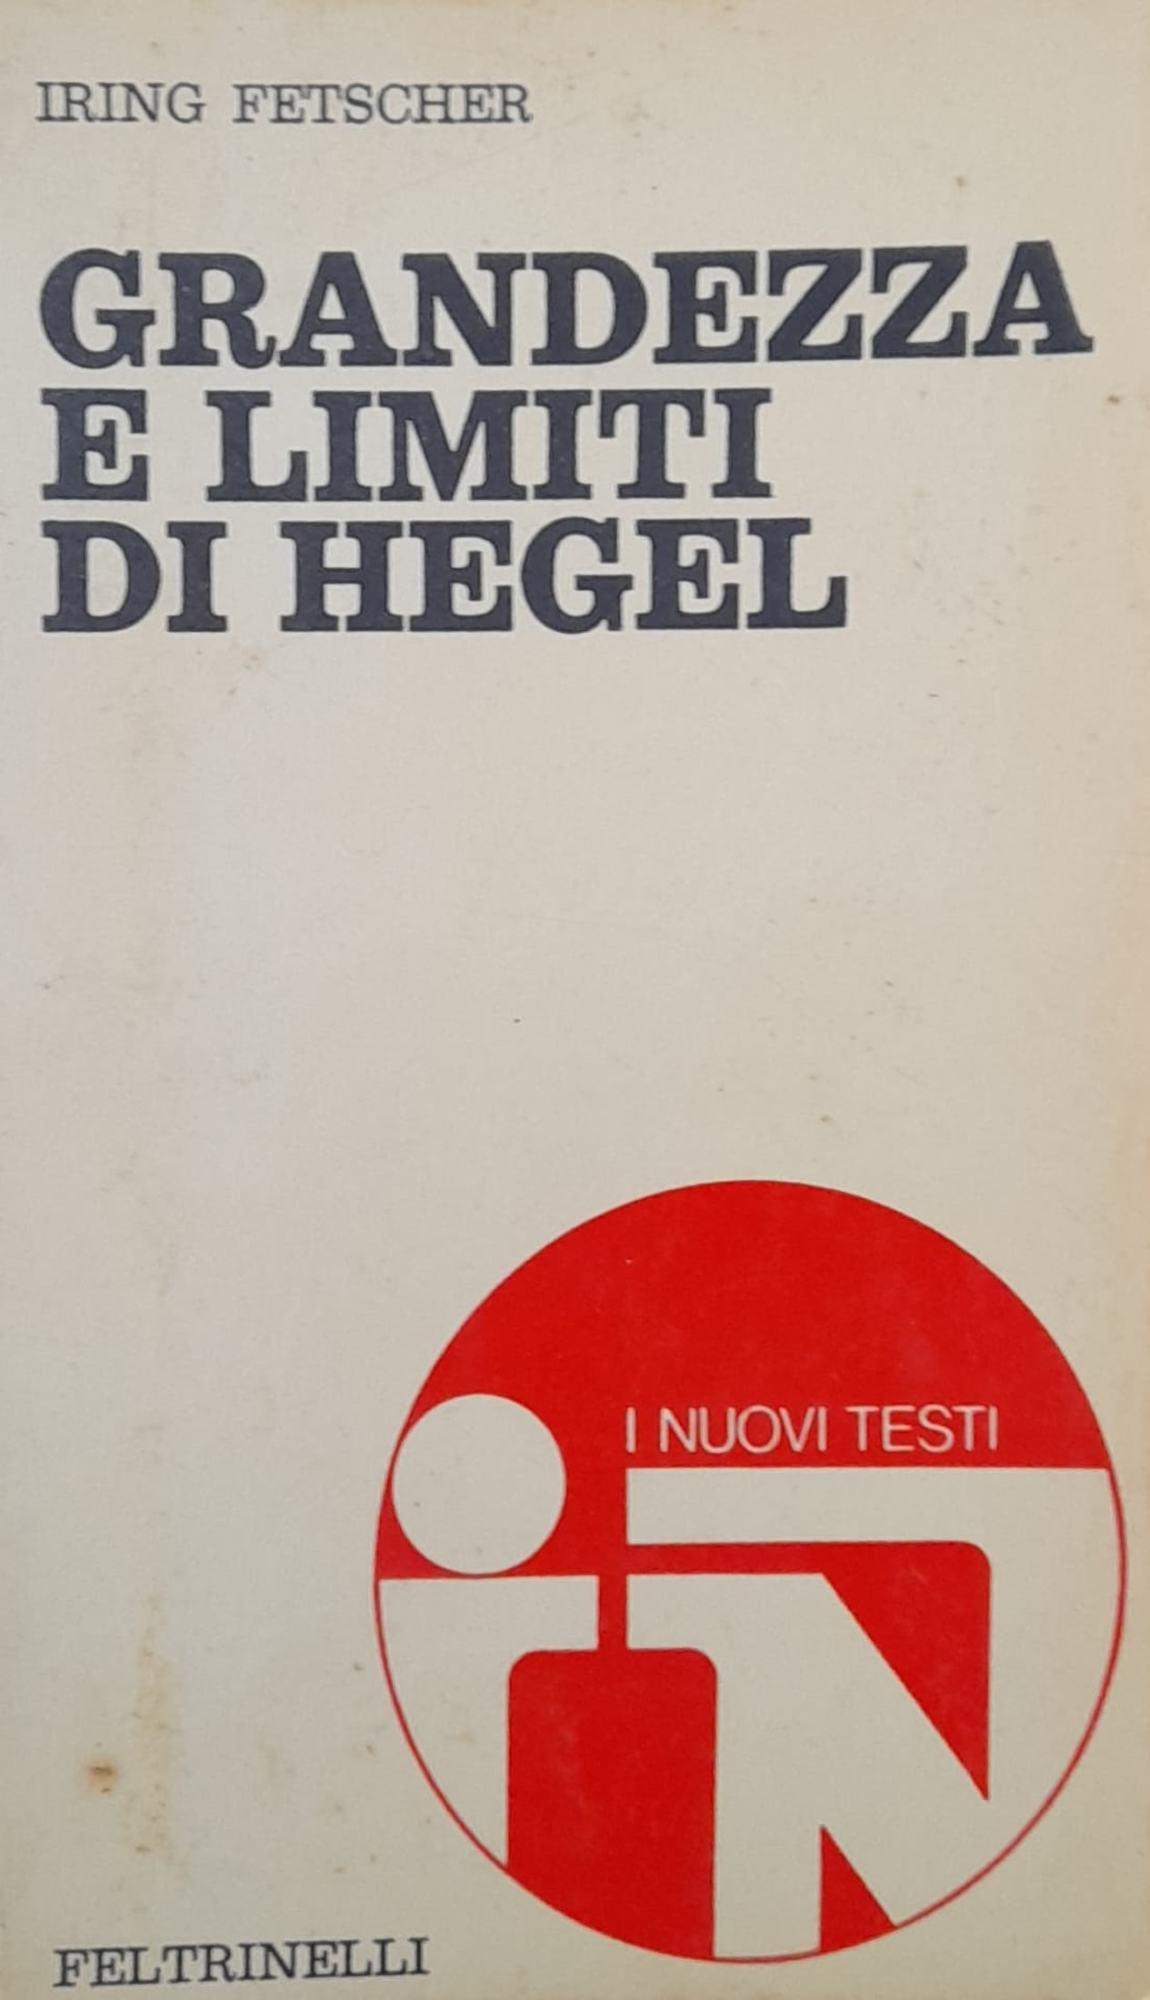 IRING FETSCHER
GRANDEZZA
E LIMITI
DI HEGEL
I NUOVI TESTI
FELTRINELLI